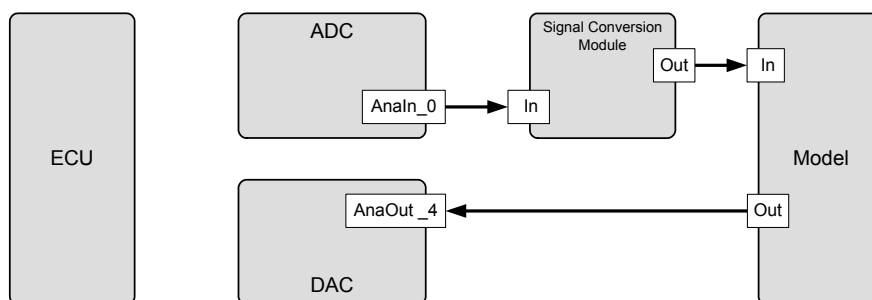 ECU
ADC
AnaIn_0
In
Signal Conversion
Module
Out
In
Model
Out
AnaOut _4
DAC